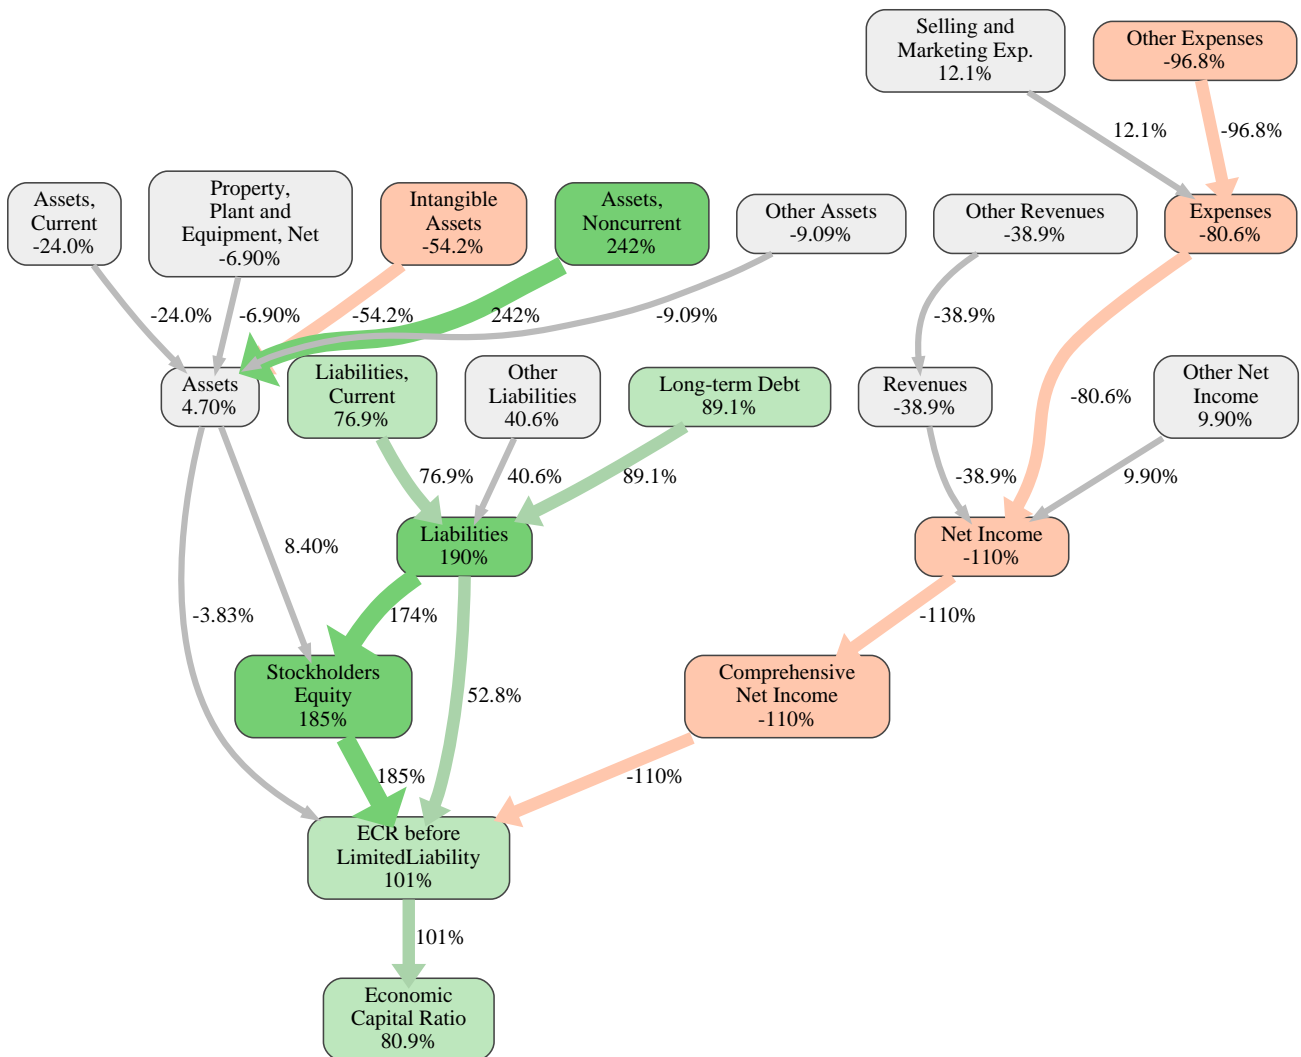 Selling and
Marketing Exp.
12.1%
Other Expenses
-96.8%
12.1%
-96.8%
Assets,
Current
-24.0%
Property,
Plant and
Equipment, Net
-6.90%
Intangible
Assets
-54.2%
Assets,
Noncurrent
242%
Other Assets
-9.09%
Other Revenues
-38.9%
Expenses
-80.6%
-24.0%
-6.90%
-54.2%
242%
-9.09%
-38.9%
Assets
4.70%
Liabilities,
Current
76.9%
Other
Liabilities
40.6%
Long-term Debt
89.1%
Revenues
-38.9%
-80.6%
Other Net
Income
9.90%
76.9%
40.6%
89.1%
-38.9%
9.90%
8.40%
Liabilities
190%
Net Income
-110%
-3.83%
174%
-110%
Stockholders
Equity
185%
52.8%
Comprehensive
Net Income
-110%
185%
-110%
ECR before
LimitedLiability
101%
101%
Economic
Capital Ratio
80.9%